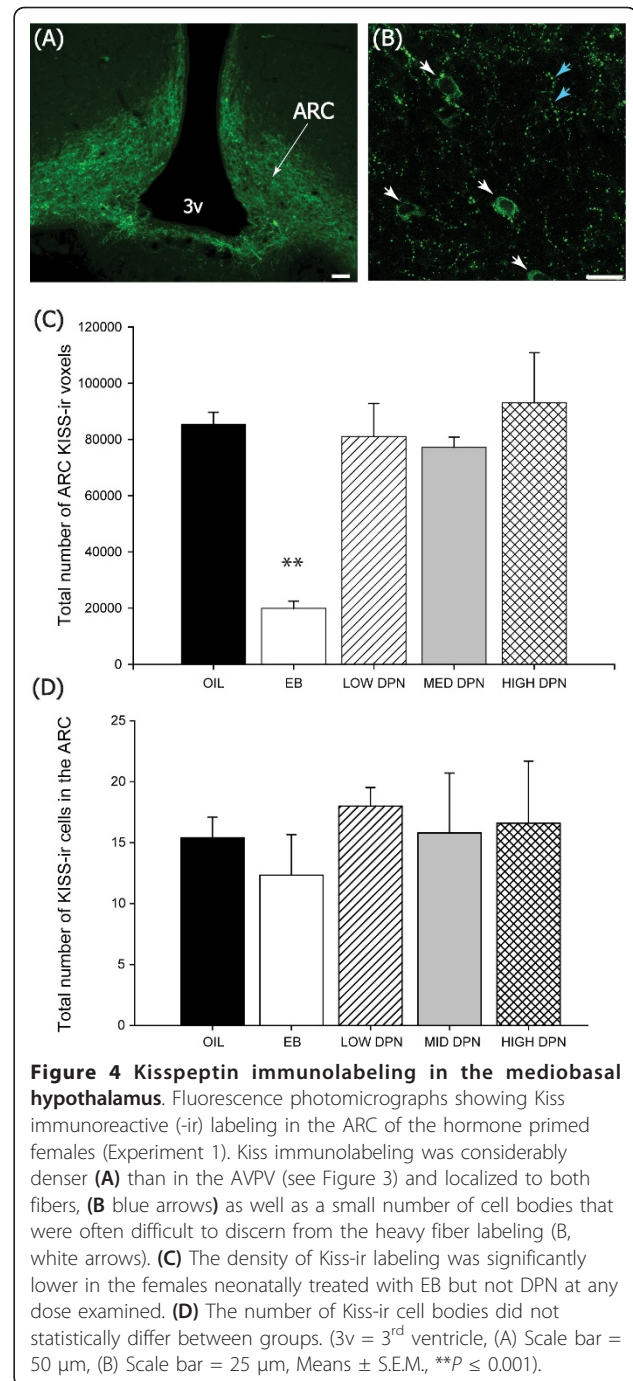 (A)
ARC
3v
(B)
(C)
Total number of ARC KISS-ir voxels
120000
100000
80000
60000
40000
20000
0
**
OIL EB LOW DPN MED DPN HIGH DPN
(D)
Total number of KISS-ir cells in the ARC
25
20
15
10
5
0
OIL EB LOW DPN MID DPN HIGH DPN
Figure 4 Kisspeptin immunolabeling in the mediobasal
hypothalamus. Fluorescence photomicrographs showing Kiss
immunoreactive (-ir) labeling in the ARC of the hormone primed
females (Experiment 1). Kiss immunolabeling was considerably
denser (A) than in the AVPV (see Figure 3) and localized to both
fibers, (B blue arrows) as well as a small number of cell bodies that
were often difficult to discern from the heavy fiber labeling (B,
white arrows). (C) The density of Kiss-ir labeling was significantly
lower in the females neonatally treated with EB but not DPN at any
dose examined. (D) The number of Kiss-ir cell bodies did not
statistically differ between groups. (3v = 3rd ventricle, (A) Scale bar =
50 μm, (B) Scale bar = 25 μm, Means ± S.E.M., **P ≤ 0.001).